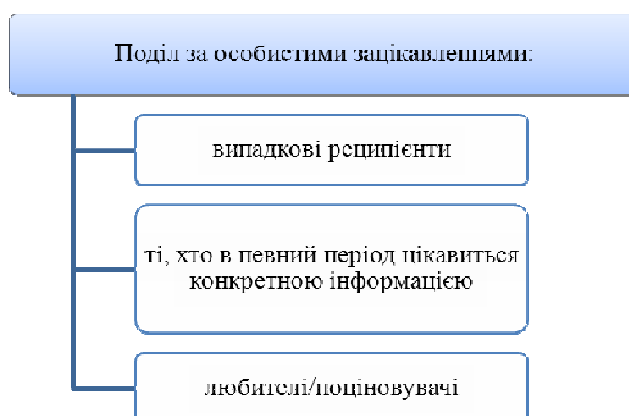 Поділ за особистими зацікавленнями:
випадкові реципієнти
ті, хто в певний період цікавиться
конкретною інформацією
любителі/поціновувачі